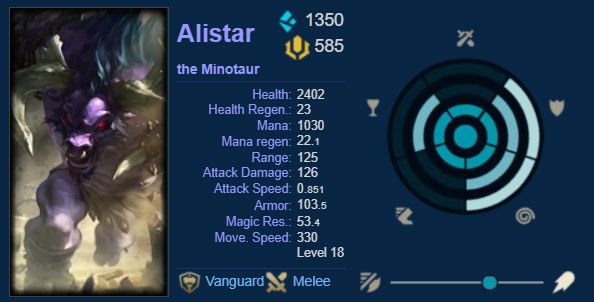 Alistar
1350
585
the Minotaur
Health: 2402
Health Regen.: 23
Mana: 1030
Mana regen: 22.1
Range: 125
Attack Damage: 126
Attack Speed: 0.851
Armor: 103.5
Magic Res.: 53.4
Move. Speed: 330
Level 18
Vanguard Melee